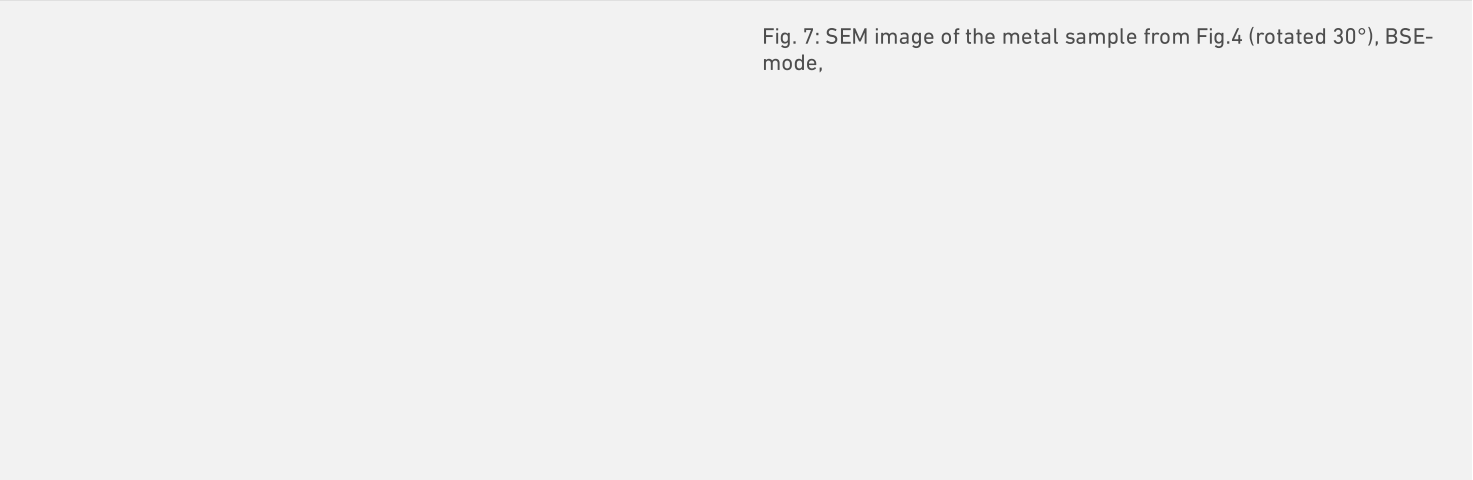 Fig. 7: SEM image of the metal sample from Fig.4 (rotated 30°), BSE-
mode,